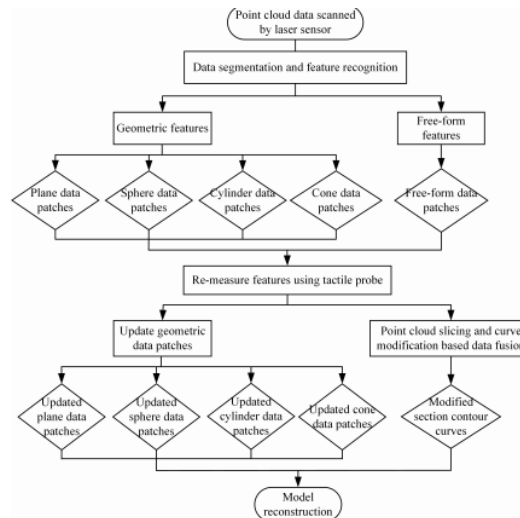 Point cloud data scanned
by laser sensor
Data segmentation and feature recognition
Geometric features
Free-form
features
Plane data
patches
Sphere data
patches
Cylinder data
patches
Cone data
patches
Free-form data
patches
Re-measure features using tactile probe
Update geometric
data patches
Point cloud slicing and curve
modification based data fusion
Updated
plane data
patches
Updated
sphere data
patches
Updated
cylinder data
patches
Updated cone
data patches
Modified
section contour
curves
Model
reconstruction